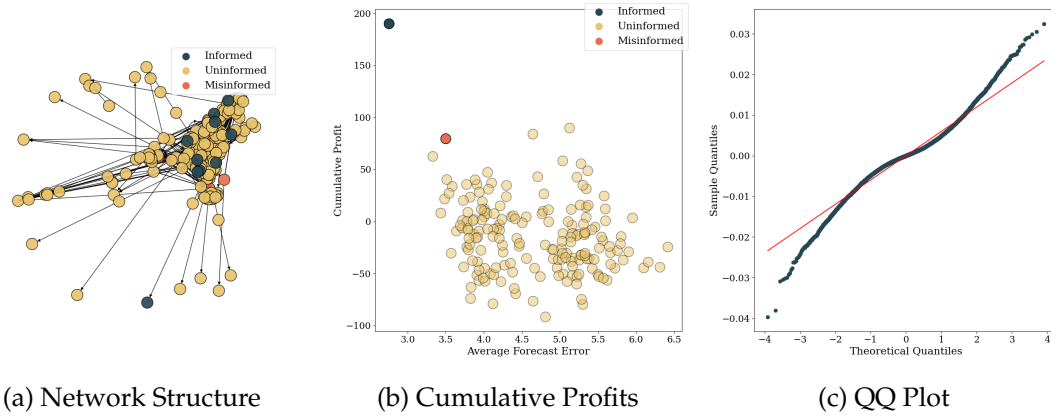 Informed
Uninformed
Misinformed
(a) Network Structure
200
150
100
50
0
−50
−100
Cumulative Profit
3.0 3.5 4.0 4.5 5.0 5.5 6.0 6.5
Average Forecast Error
Informed
Uninformed
Misinformed
(b) Cumulative Profits
0.03
0.02
0.01
0.00
−0.01
−0.02
−0.03
−0.04
Sample Quantiles
−4 −3 −2 −1 0 1 2 3 4
Theoretical Quantiles
(c) QQ Plot